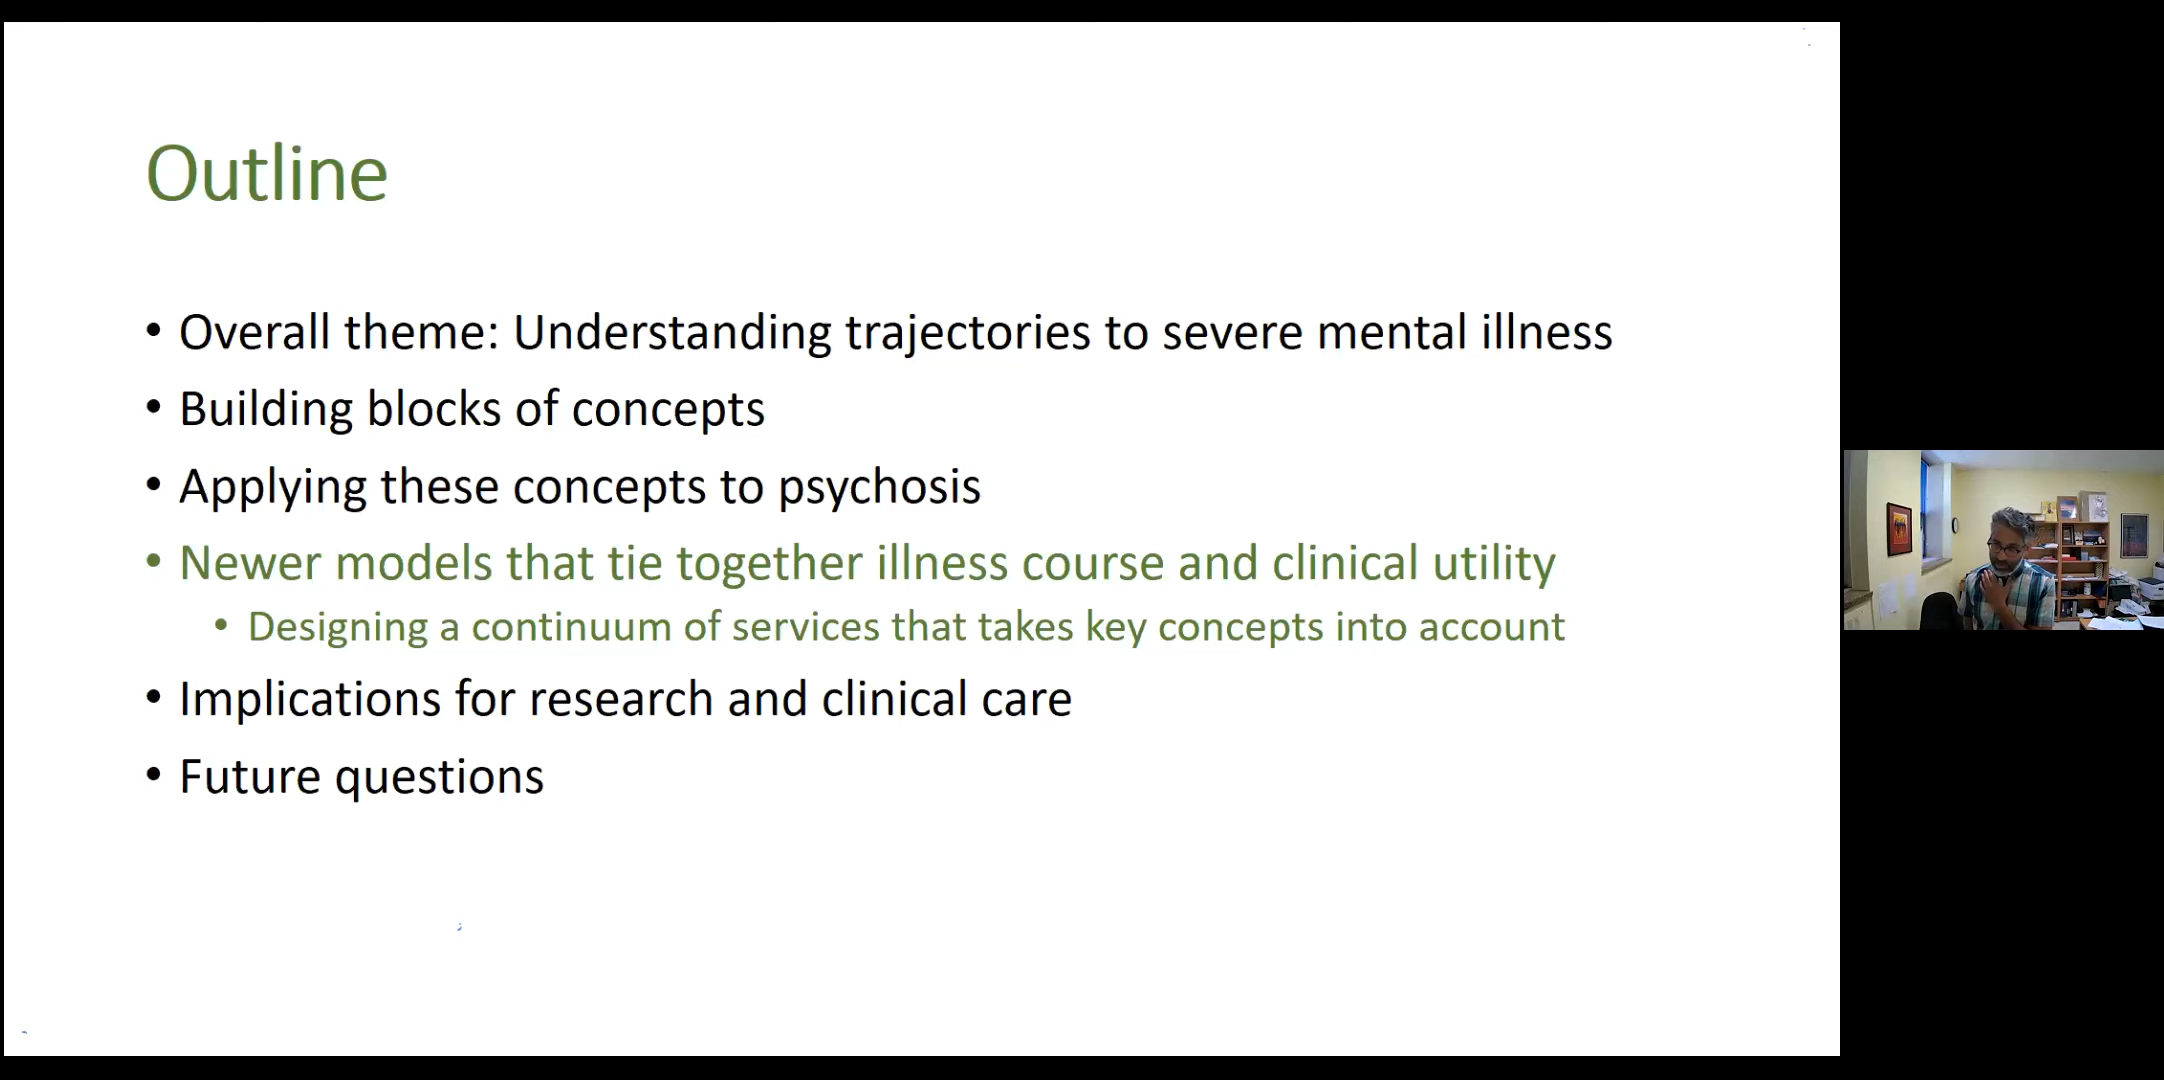 Outline
• Overall theme: Understanding trajectories to severe mental illness
• Building blocks of concepts
• Applying these concepts to psychosis
• Newer models that tie together illness course and clinical utility
• Designing a continuum of services that takes key concepts into account
• Implications for research and clinical care
• Future questions